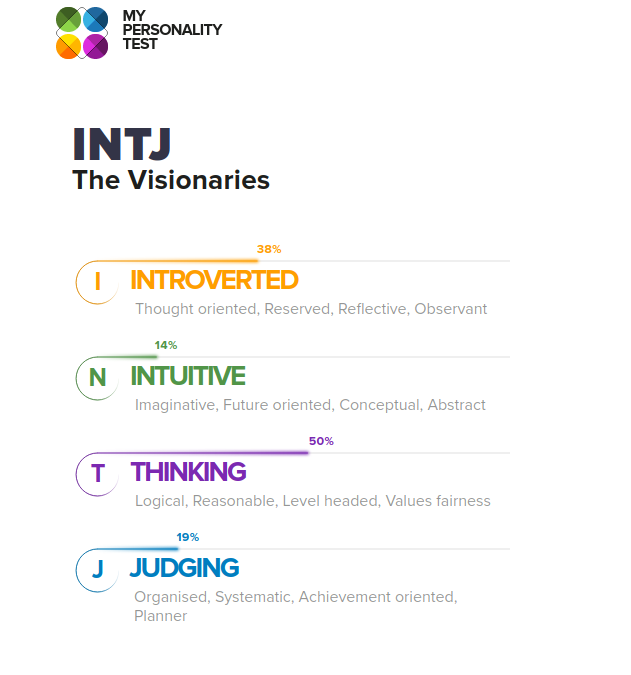 MY
PERSONALITY
TEST
INTJ
The Visionaries
38%
I
INTROVERTED
Thought oriented, Reserved, Reflective, Observant
14%
N
INTUITIVE
Imaginative, Future oriented, Conceptual, Abstract
50%
T
THINKING
Logical, Reasonable, Level headed, Values fairness
19%
J
JUDGING
Organised, Systematic, Achievement oriented,
Planner